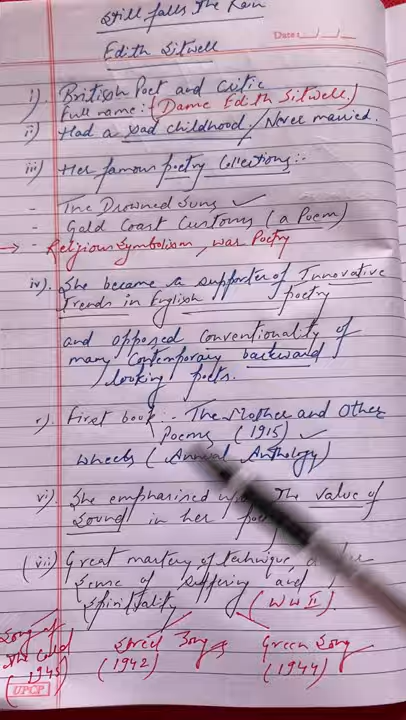 Still falls The Rain
Edith Sitwell
Date: __/__/__
i). British Poet and Critic
Full name :- (Dame Edith Sitwell.)
ii) Had a sad childhood / Never married.
iii) Her famous poetry Collections:-
- The Drowned Suns ✓
- Gold Coast Customs (a Poem)
→ - Religious Symbolism, war Poetry
iv). She became a supporter of Innovative
Trends in English poetry
and opposed conventionality of
many contemporary backward
looking poets.
v). First book :- The Mother and Other
Poems (1915) ✓
Wheels (Annual Anthology)
vi) She emphasised The value of
Sound in her
(vii) Great mastery of technique,
Sense of Suffering and
Spirituality (WW II).
Song of Street Songs Green Song
The Cold (1942) (1944)
(1945)
UPCP